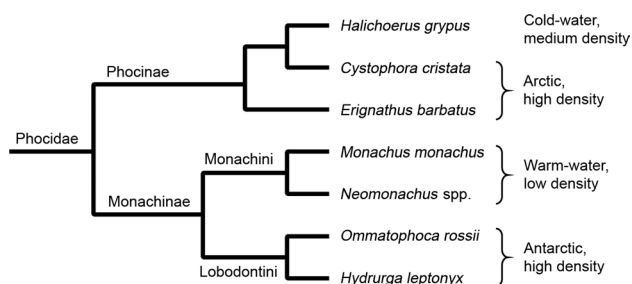 Halichoerus grypus
Cold-water,
medium density
Cystophora cristata
Phocinae
Arctic,
high density
Erignathus barbatus
Phocidae
Monachini
Monachus monachus
Warm-water,
low density
Monachinae
Neomonachus spp.
Ommatophoca rossii
Antarctic,
high density
Lobodontini
Hydrurga leptonyx